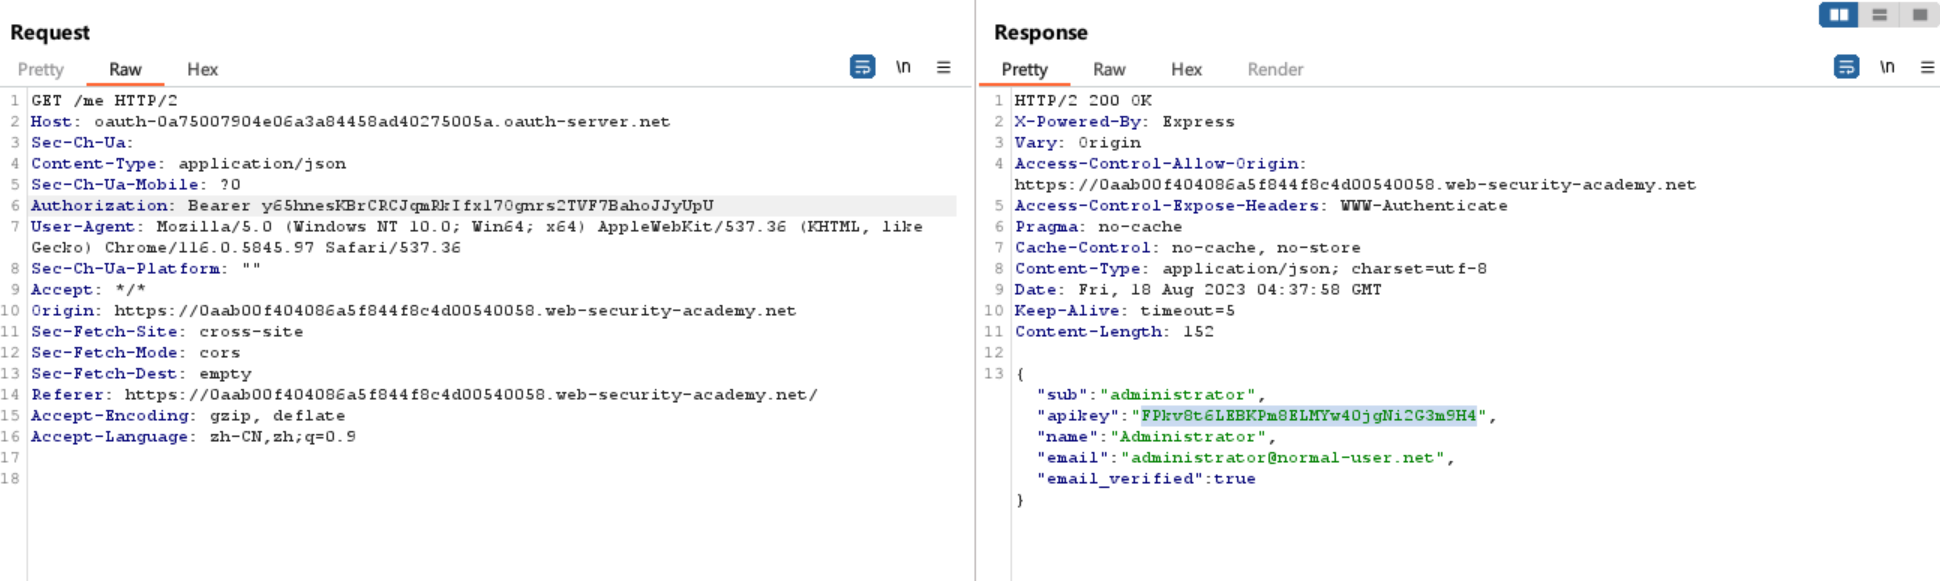 Request
Pretty Raw Hex \n
1 GET /me HTTP/2
2 Host: oauth-0a75007904e06a3a84458ad40275005a.oauth-server.net
3 Sec-Ch-Ua:
4 Content-Type: application/json
5 Sec-Ch-Ua-Mobile: ?0
6 Authorization: Bearer y65hnesKBrCRCJqmRkIfxl70gnrs2TVF7BahoJJyUpU
7 User-Agent: Mozilla/5.0 (Windows NT 10.0; Win64; x64) AppleWebKit/537.36 (KHTML, like
Gecko) Chrome/116.0.5845.97 Safari/537.36
8 Sec-Ch-Ua-Platform: ""
9 Accept: */*
10 Origin: https://0aab00f404086a5f844f8c4d00540058.web-security-academy.net
11 Sec-Fetch-Site: cross-site
12 Sec-Fetch-Mode: cors
13 Sec-Fetch-Dest: empty
14 Referer: https://0aab00f404086a5f844f8c4d00540058.web-security-academy.net/
15 Accept-Encoding: gzip, deflate
16 Accept-Language: zh-CN,zh;q=0.9
17
18
Response
Pretty Raw Hex Render \n
1 HTTP/2 200 OK
2 X-Powered-By: Express
3 Vary: Origin
4 Access-Control-Allow-Origin:
https://0aab00f404086a5f844f8c4d00540058.web-security-academy.net
5 Access-Control-Expose-Headers: WWW-Authenticate
6 Pragma: no-cache
7 Cache-Control: no-cache, no-store
8 Content-Type: application/json; charset=utf-8
9 Date: Fri, 18 Aug 2023 04:37:58 GMT
10 Keep-Alive: timeout=5
11 Content-Length: 152
12
13 {
"sub":"administrator",
"apikey":"FPkv8t6LEBKPm8ELMYw40jgNi2G3m9H4",
"name":"Administrator",
"email":"administrator@normal-user.net",
"email_verified":true
}